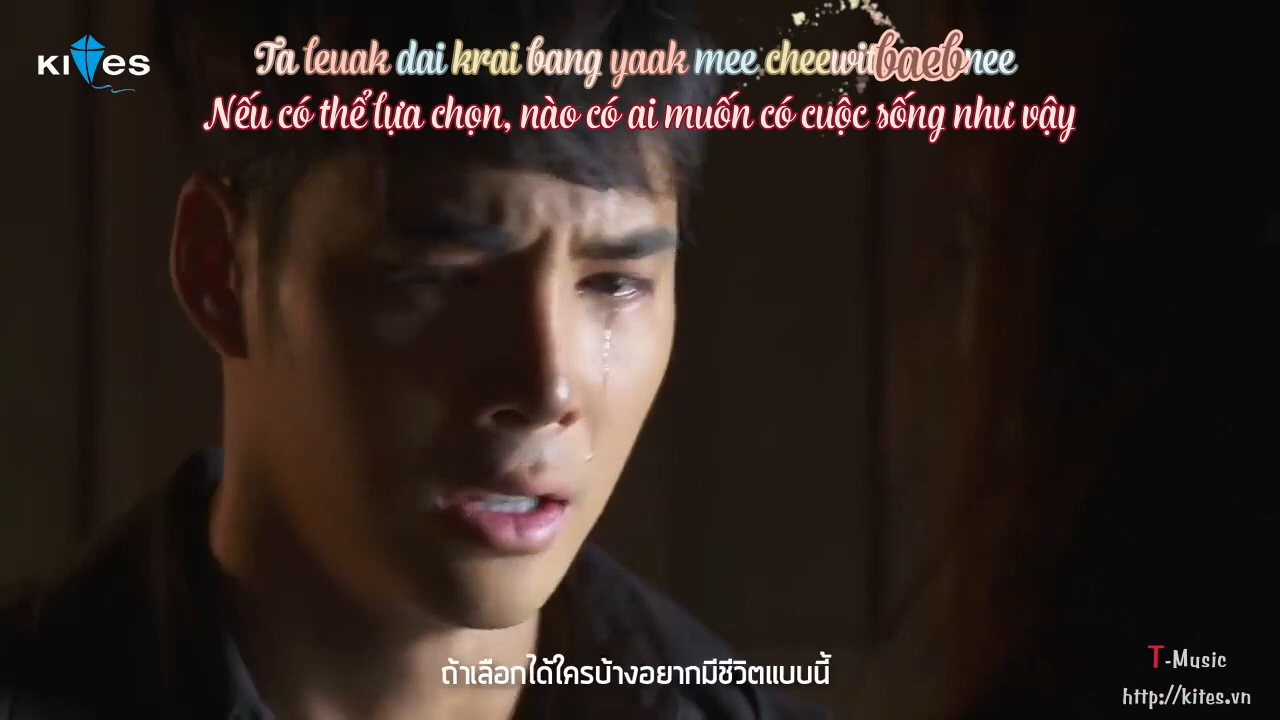 KITES
Ta leuak dai krai bang yaak mee cheewit baeb nee
Nếu có thể lựa chọn, nào có ai muốn có cuộc sống như vậy
ถ้าเลือกได้ใครบ้างอยากมีชีวิตแบบนี้
T-Music
http://kites.vn